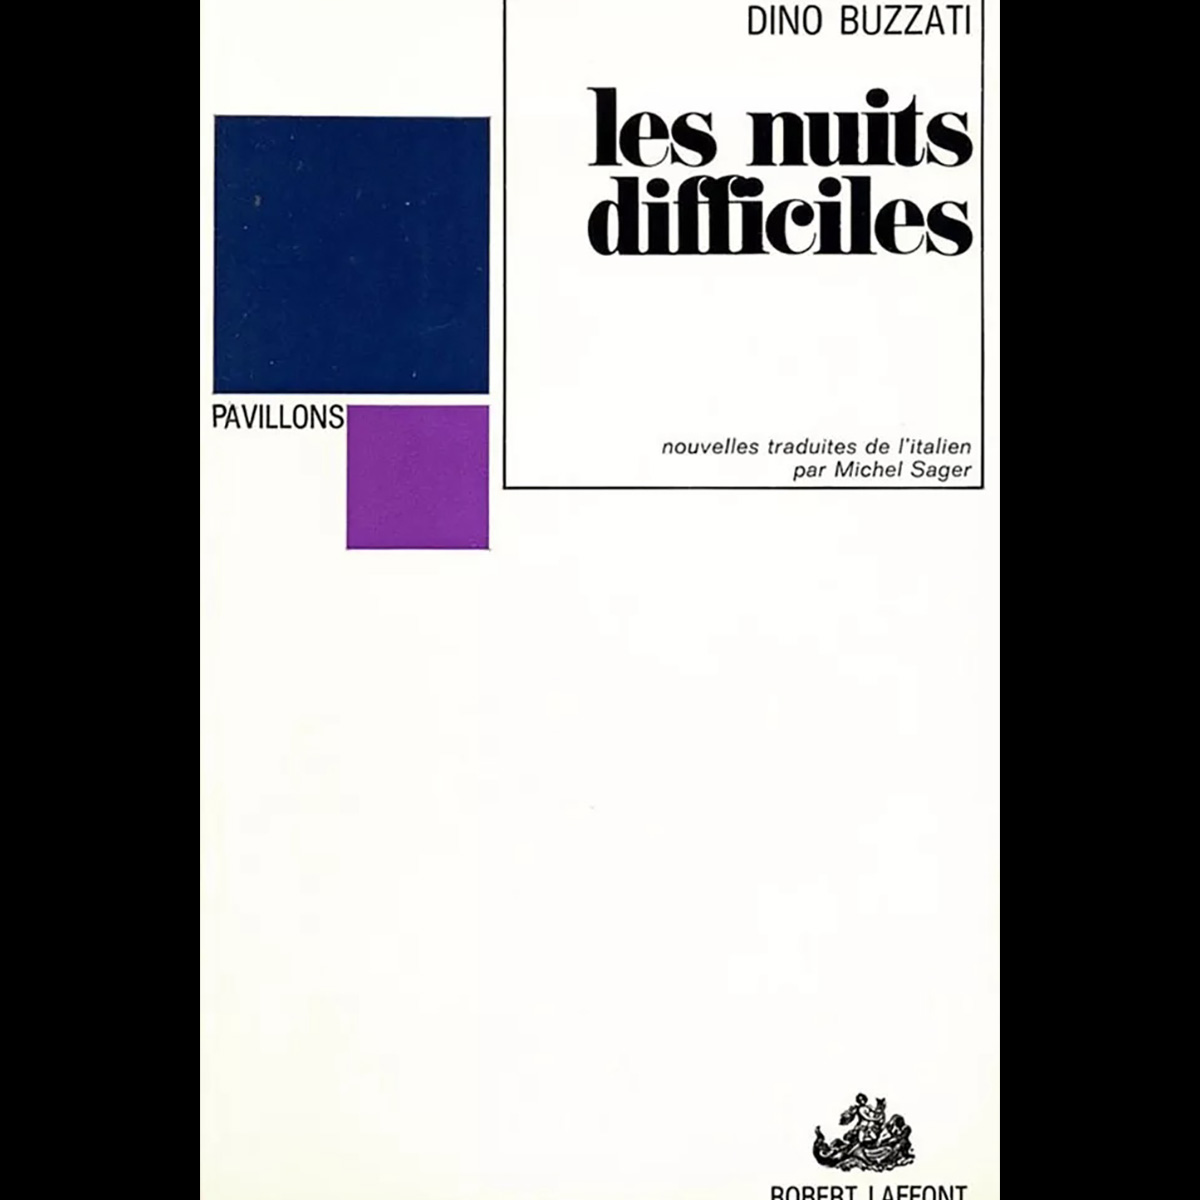 DINO BUZZATI
les nuits
difficiles
PAVILLONS
nouvelles traduites de l'italien
par Michel Sager
ROBERT LAFFONT